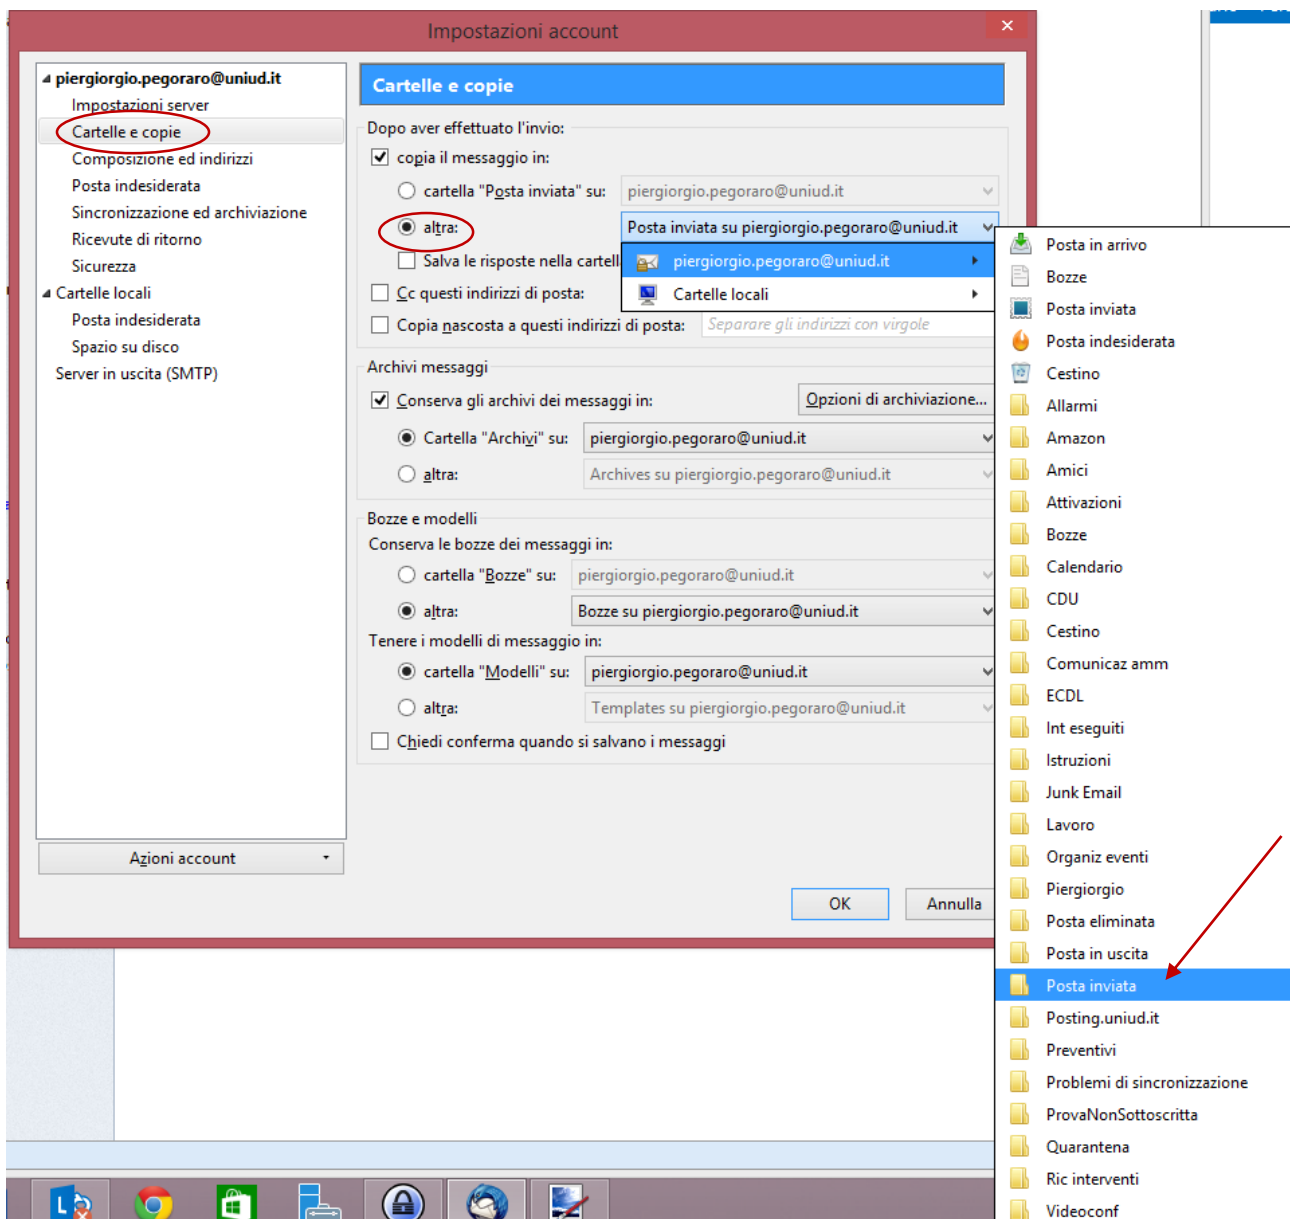 Impostazioni account
piergiorgio.pegoraro@uniud.it
Impostazioni server
Cartelle e copie
Composizione ed indirizzi
Posta indesiderata
Sincronizzazione ed archiviazione
Ricevute di ritorno
Sicurezza
Cartelle locali
Posta indesiderata
Spazio su disco
Server in uscita (SMTP)
Azioni account
Cartelle e copie
Dopo aver effettuato l'invio:
copia il messaggio in:
cartella "Posta inviata" su: piergiorgio.pegoraro@uniud.it
altra: Posta inviata su piergiorgio.pegoraro@uniud.it
Salva le risposte nella cartell
piergiorgio.pegoraro@uniud.it
Cc questi indirizzi di posta:
Cartelle locali
Copia nascosta a questi indirizzi di posta: Separare gli indirizzi con virgole
Archivi messaggi
Conserva gli archivi dei messaggi in: Opzioni di archiviazione...
Cartella "Archivi" su: piergiorgio.pegoraro@uniud.it
altra: Archives su piergiorgio.pegoraro@uniud.it
Bozze e modelli
Conserva le bozze dei messaggi in:
cartella "Bozze" su: piergiorgio.pegoraro@uniud.it
altra: Bozze su piergiorgio.pegoraro@uniud.it
Tenere i modelli di messaggio in:
cartella "Modelli" su: piergiorgio.pegoraro@uniud.it
altra: Templates su piergiorgio.pegoraro@uniud.it
Chiedi conferma quando si salvano i messaggi
OK Annulla
Posta in arrivo
Bozze
Posta inviata
Posta indesiderata
Cestino
Allarmi
Amazon
Amici
Attivazioni
Bozze
Calendario
CDU
Cestino
Comunicaz amm
ECDL
Int eseguiti
Istruzioni
Junk Email
Lavoro
Organiz eventi
Piergiorgio
Posta eliminata
Posta in uscita
Posta inviata
Posting.uniud.it
Preventivi
Problemi di sincronizzazione
ProvaNonSottoscritta
Quarantena
Ric interventi
Videoconf